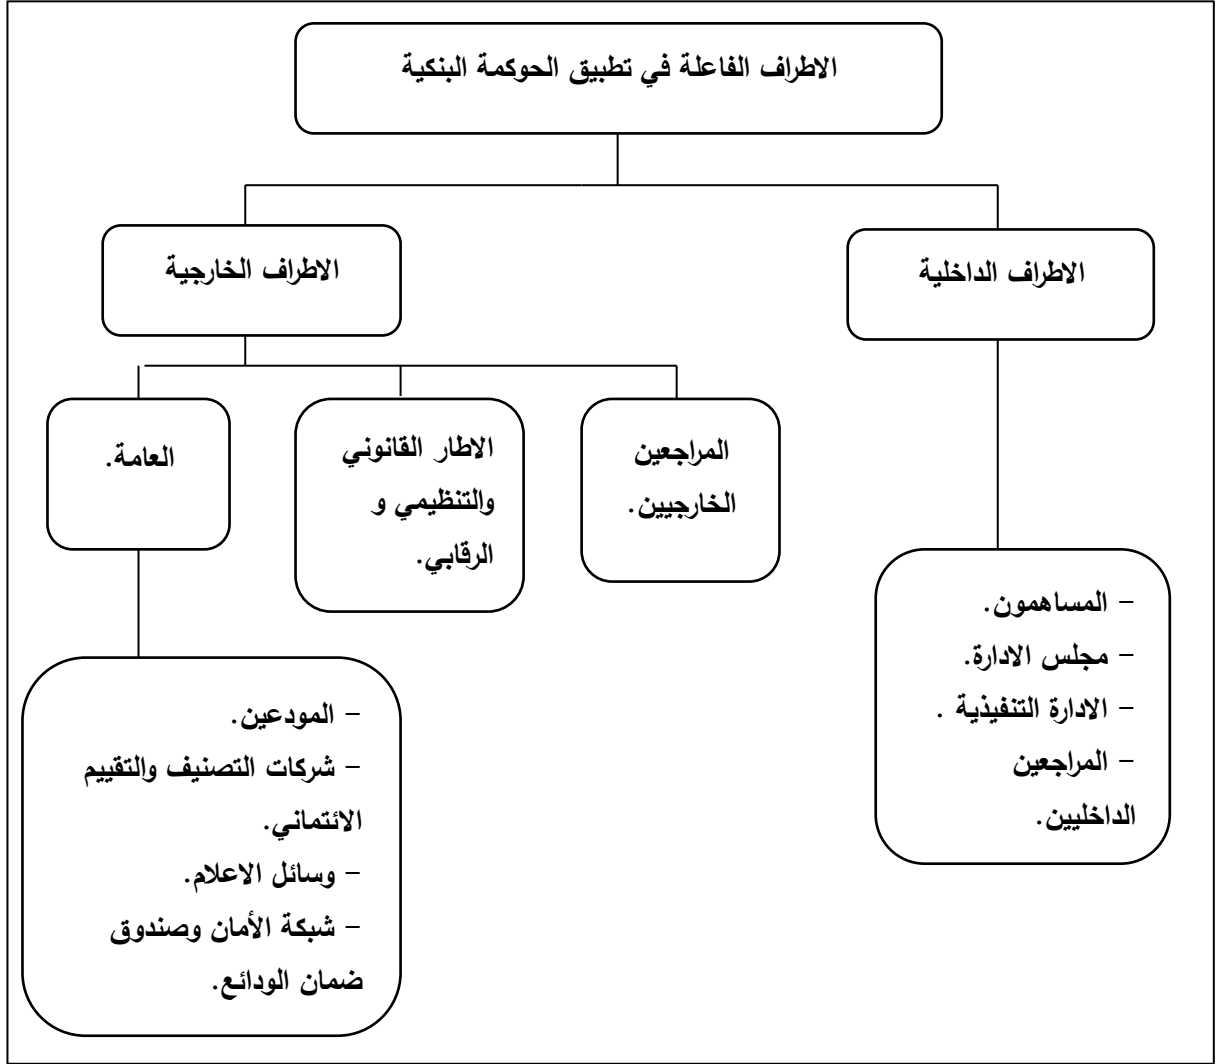 الاطراف الفاعلة في تطبيق الحوكمة البنكية
الاطراف الداخلية
الاطراف الخارجية
المراجعين
الخارجيين.
الاطار القانوني
والتنظيمي و
الرقابي.
العامة.
– المساهمون.
– مجلس الادارة.
– الادارة التنفيذية .
– المراجعين
الداخليين.
– المودعين.
– شركات التصنيف والتقييم
الائتماني.
– وسائل الاعلام.
– شبكة الأمان وصندوق
ضمان الودائع.